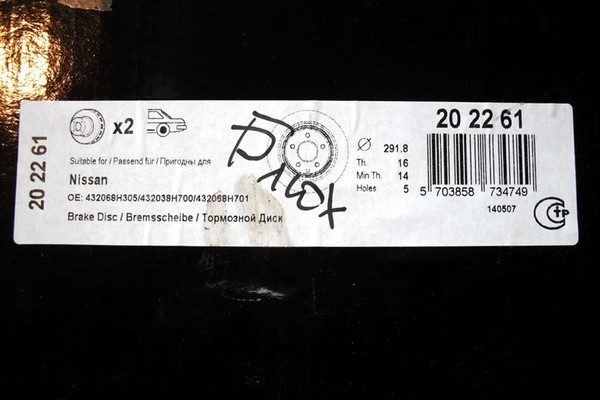 20 22 61
x2
Suitable for / Passend für / Пригодны для
Nissan
OE: 432068H305/432038H700/432068H701
Brake Disc / Bremsscheibe / Тормозной Диск
Ø 291.8
Th. 16
Min Th. 14
Holes 5
20 22 61
5 703858 734749
140507